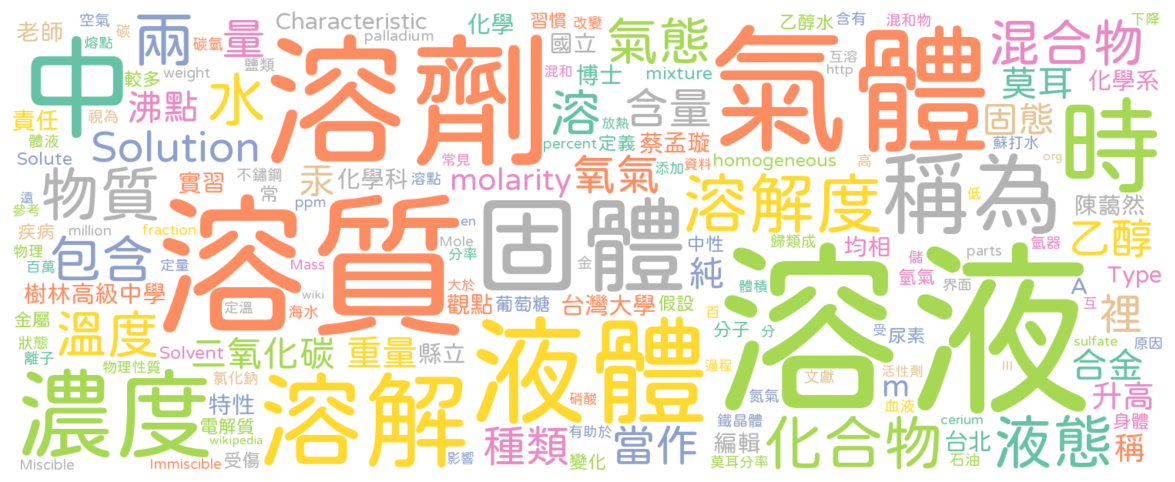 空氣 Characteristic 化學 習慣 改變 乙醇水 含有 混和物 下降
老師 熔點 碳 碳氫 兩 量 palladium 國立 氣態 互溶 混合物
中 鹽類 溶劑 混和 博士 mixture 氣體 http 莫耳 化學系
較多 weight 沸點 水 溶 放熱 含量 固態 時
責任 視為 percent 定義 蔡孟璇 蘇打水
體液 Solution 常見 添加 資料 homogeneous 高 org
Solute 實習 不鏽鋼 汞 化學科 溶點 molarity 氧氣 溶解度 稱為 低 陳藹然
遠 物質 常 ppm
參考 溶質 固體 en
疾病 million fraction Mole 分率 金 中性 歸類成 均相 parts 氬器 乙醇
物理 包含 定量 Mass 大於 純 體積 儲 氫氣 界面 A Type
百萬 樹林高級中學 定溫 wiki 海水 觀點 葡萄糖 台灣大學 假設 百 溶液 互 裡
金屬 溫度 液體 分子 分 受 尿素 sulfate
狀態 離子 Solvent 二氧化碳 重量 縣立 過程 原因
物理性質 氯化鈉 文獻 活性劑 m III 合金
濃度 特性 溶解 硝酸 氮氣 血液 升高
電解質 種類 有助於 當作 鐵晶體 化合物 cerium 身體
wikipedia 編輯 台北 液態 稱
Miscible Immiscible 受傷 影響 變化 莫耳分率 石油